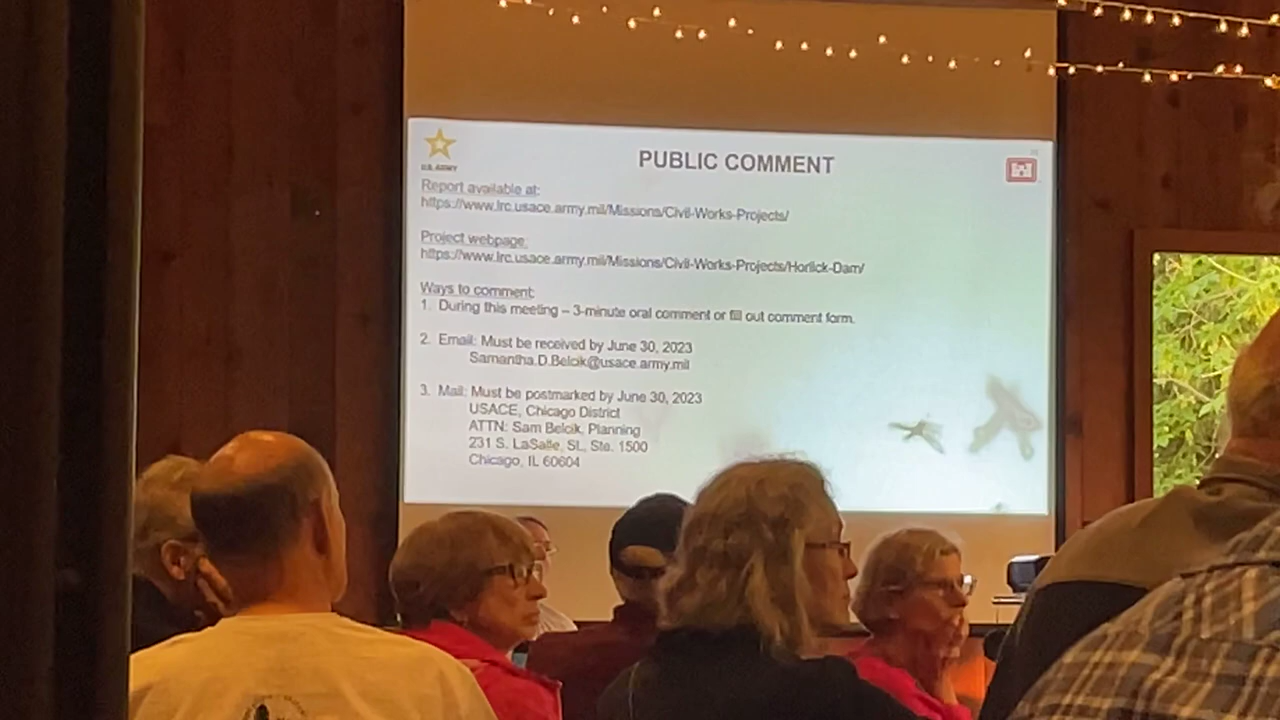 PUBLIC COMMENT
U.S. ARMY
Report available at:
https://www.lrc.usace.army.mil/Missions/Civil-Works-Projects/
Project webpage:
https://www.lrc.usace.army.mil/Missions/Civil-Works-Projects/Horlick-Dam/
Ways to comment:
1. During this meeting – 3-minute oral comment or fill out comment form.
2. Email: Must be received by June 30, 2023
Samantha.D.Belcik@usace.army.mil
3. Mail: Must be postmarked by June 30, 2023
USACE, Chicago District
ATTN: Sam Belcik, Planning
231 S. LaSalle, St., Ste. 1500
Chicago, IL 60604